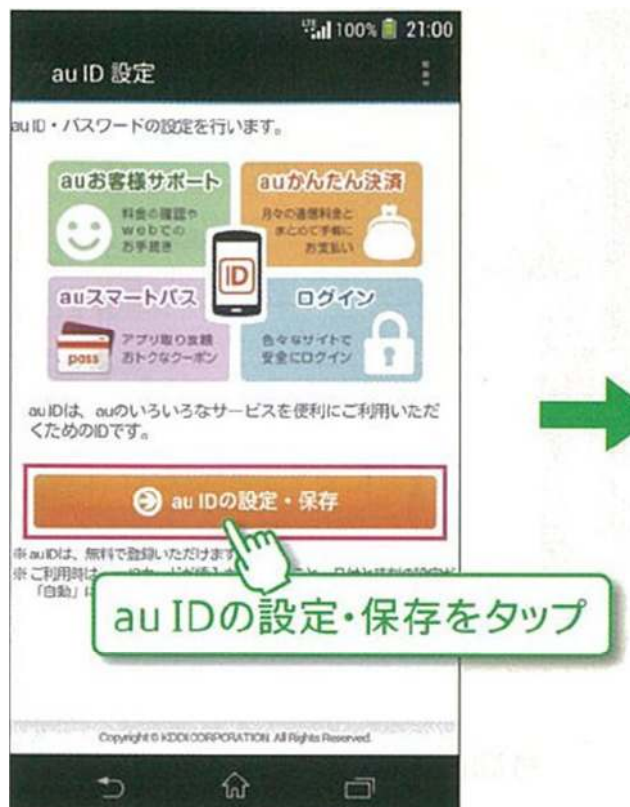 LTE 100% 21:00
au ID 設定
au ID・パスワードの設定を行います。
auお客様サポート
料金の確認や
webでの
お手続き
auかんたん決済
月々の通信料金と
まとめて手軽に
お支払い
ID
auスマートパス
pass
アプリ取り放題
おトクなクーポン
ログイン
色々なサイトで
安全にログイン
au IDは、auのいろいろなサービスを便利にご利用いただ
くためのIDです。
au IDの設定・保存
※au IDは、無料で登録いただけます
※ご利用時は
「自動」に
au IDの設定・保存をタップ
Copyright © KDDI CORPORATION. All Rights Reserved.